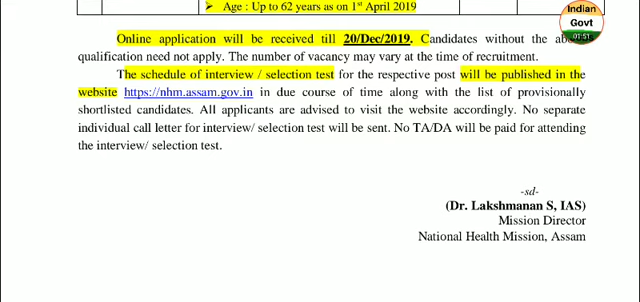 ➢ Age : Up to 62 years as on 1st April 2019
Indian
Govt
07:51
Online application will be received till 20/Dec/2019. Candidates without the
qualification need not apply. The number of vacancy may vary at the time of recruitment.
The schedule of interview / selection test for the respective post will be published in the
website https://nhm.assam.gov.in in due course of time along with the list of provisionally
shortlisted candidates. All applicants are advised to visit the website accordingly. No separate
individual call letter for interview/ selection test will be sent. No TA/DA will be paid for attending
the interview/ selection test.
-sd-
(Dr. Lakshmanan S, IAS)
Mission Director
National Health Mission, Assam